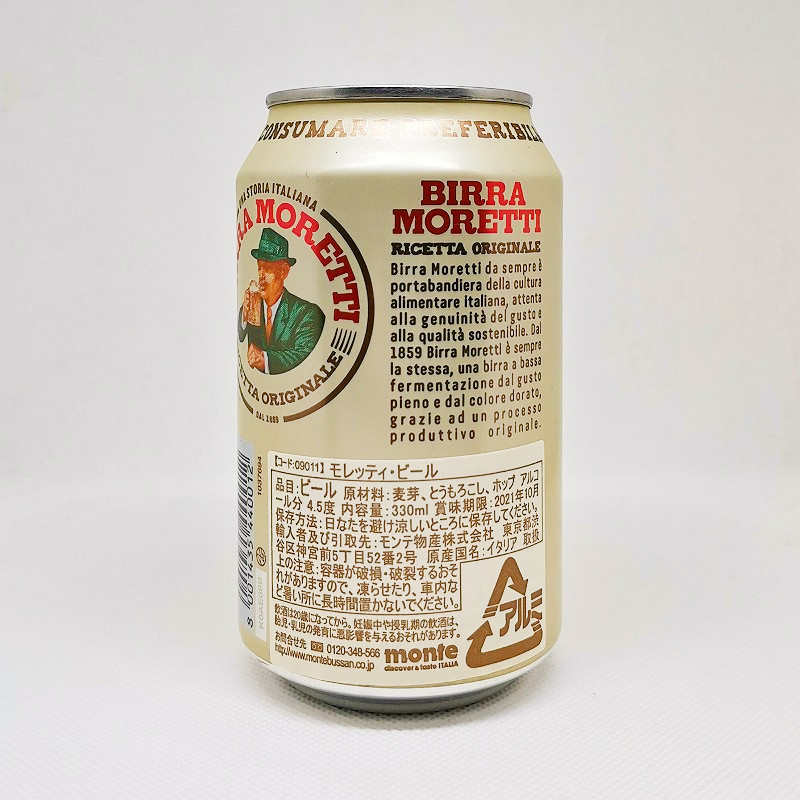 CONSUMARE PREFERIBIL
UNA STORIA ITALIANA
RRA MORETTI
RICETTA ORIGINALE
DAL 1859
BIRRA
MORETTI
RICETTA ORIGINALE
Birra Moretti da sempre è
portabandiera della cultura
alimentare italiana, attenta
alla genuinità del gusto e
alla qualità sostenibile. Dal
1859 Birra Moretti è sempre
la stessa, una birra a bassa
fermentazione dal gusto
pieno e dal colore dorato,
grazie ad un processo
produttivo originale.
1037694
8 001435 440012
【コード:09011】モレッティ・ビール
品目:ビール 原材料:麦芽、とうもろこし、ホップ アルコ
ール分 4.5度 内容量:330ml 賞味期限:2021年10月
保存方法:日なたを避け涼しいところに保存してください。
輸入者及び引取先:モンテ物産株式会社 東京都渋
谷区神宮前5丁目52番2号 原産国名:イタリア 取扱
上の注意:容器が破損・破裂するおそ
れがありますので、凍らせたり、車内な
ど暑い所に長時間置かないでください。
飲酒は20歳になってから。妊娠中や授乳期の飲酒は、
胎児・乳児の発育に悪影響を与えるおそれがあります。
お問合せ先 0120-348-566
http://www.montebussan.co.jp
monte
discover & taste ITALIA
アルミ